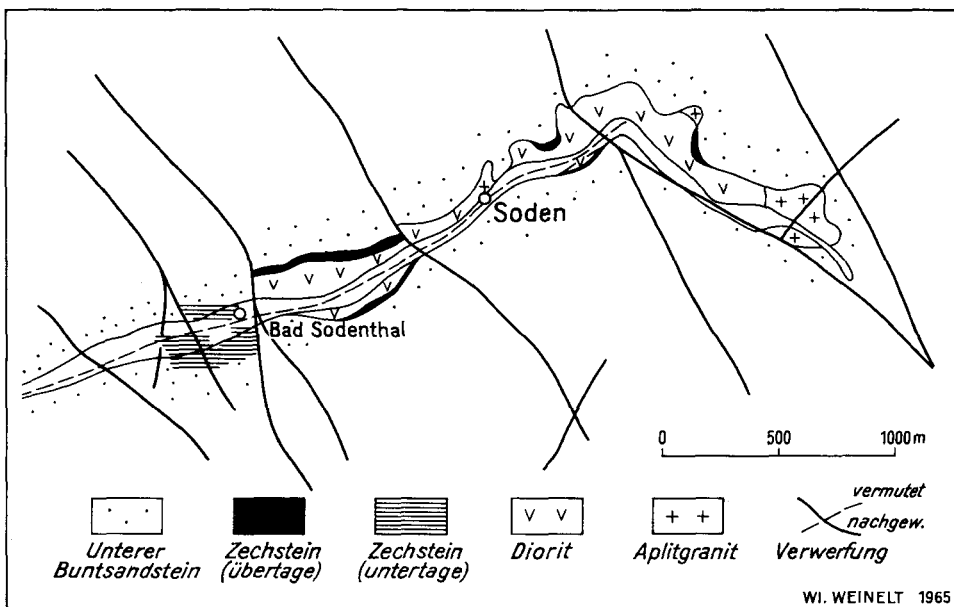 Soden
Bad Sodenthal
0 500 1000 m
Unterer
Buntsandstein
Zechstein
(übertage)
Zechstein
(untertage)
Diorit
Aplitgranit
vermutet
nachgew.
Verwerfung
WI. WEINELT 1965